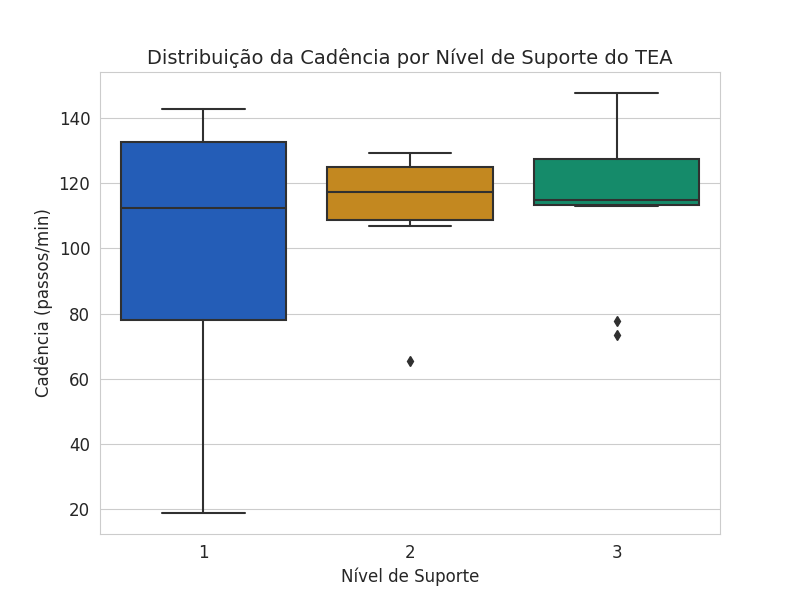 Distribuição da Cadência por Nível de Suporte do TEA
Cadência (passos/min)
140
120
100
80
60
40
20
1 2 3
Nível de Suporte